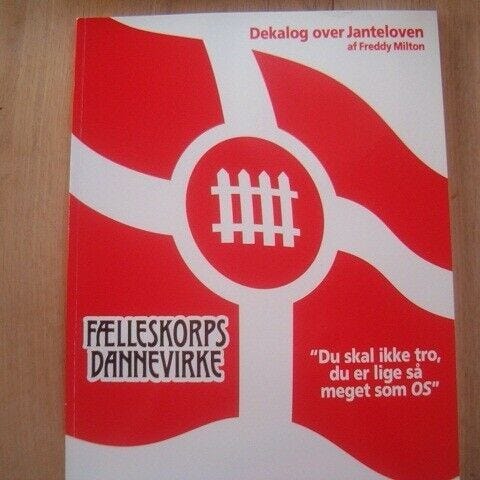 Dekalog over Janteloven
af Freddy Milton
FÆLLESKORPS
DANNEVIRKE
"Du skal ikke tro,
du er lige så
meget som OS"